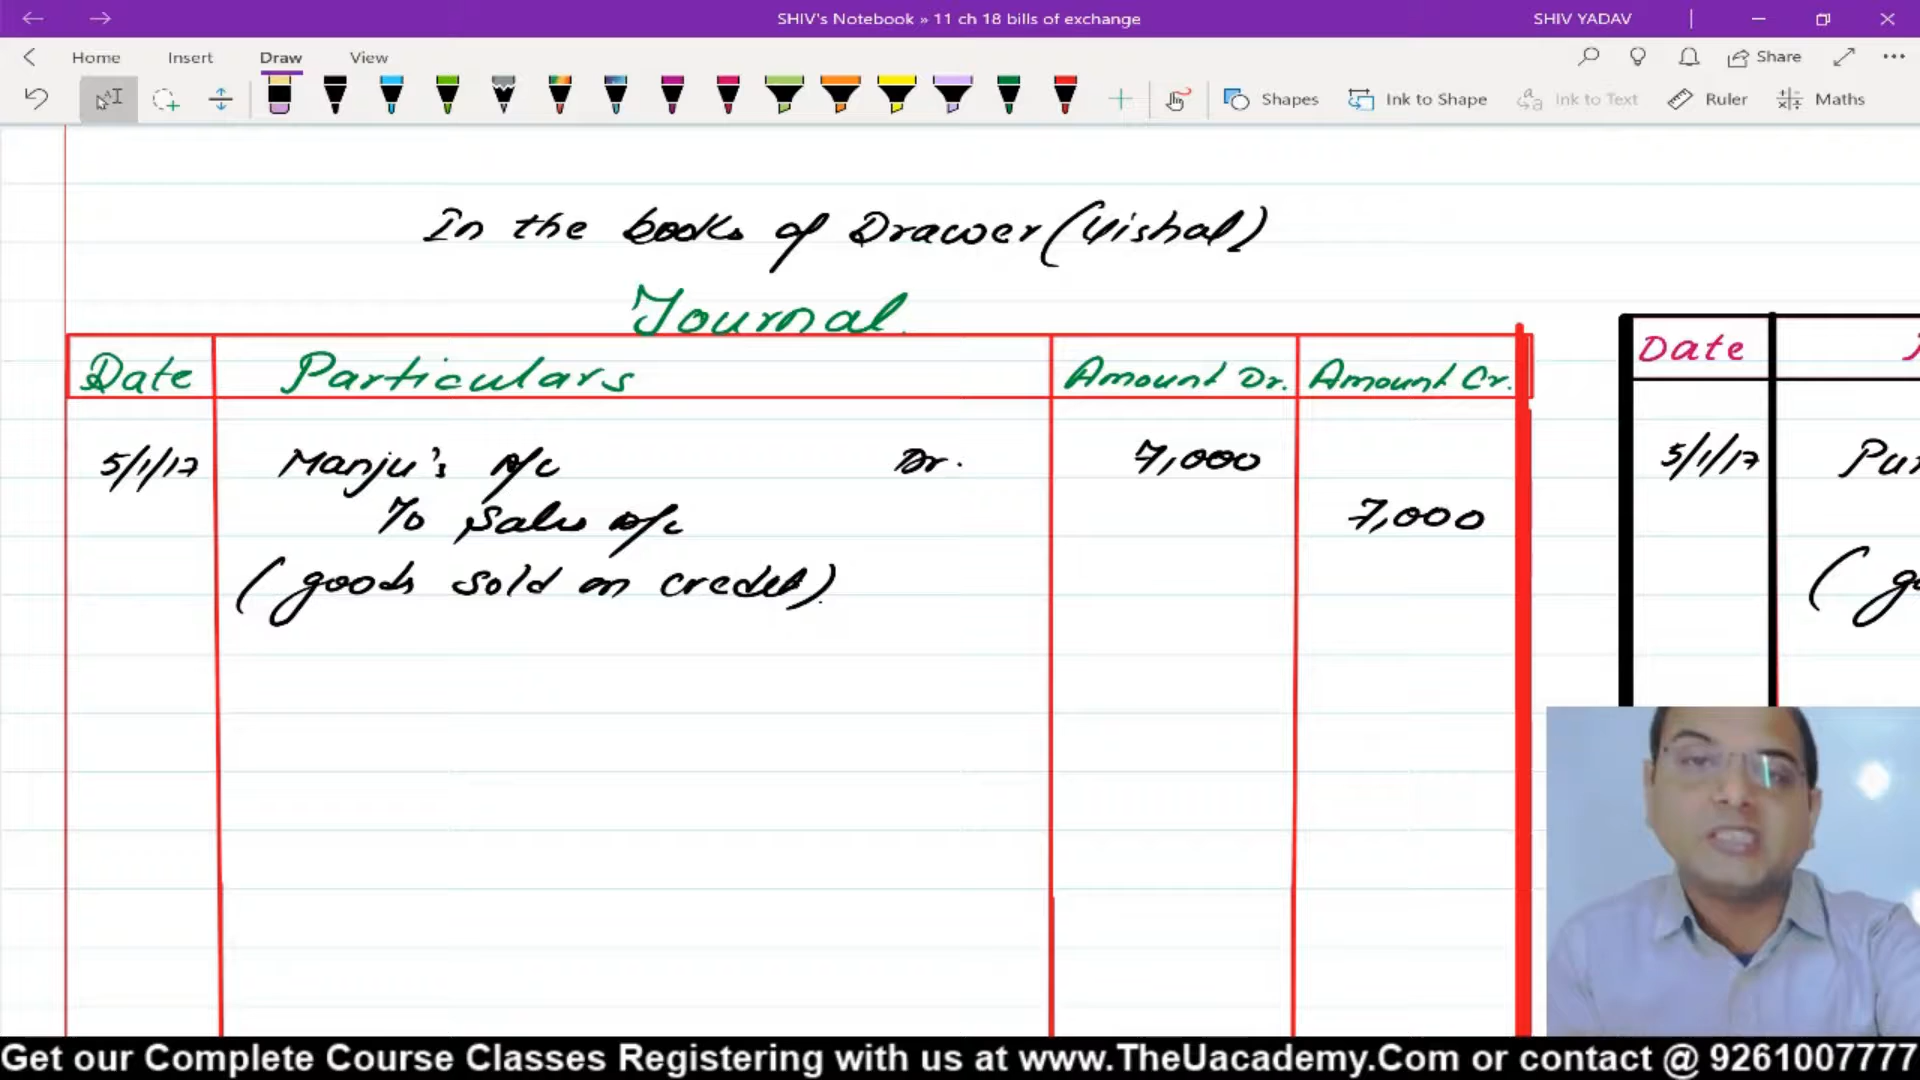 SHIV's Notebook » 11 ch 18 bills of exchange
SHIV YADAV
Home Insert Draw View
Share
Shapes Ink to Shape Ink to Text Ruler Maths
In the books of Drawer (Vishal)
Journal
Date Particulars Amount Dr. Amount Cr.
5/1/17 Manju's A/c Dr. 7,000
To Sales A/c 7,000
(goods sold on credit).
Date
5/1/17 Pur
(go
Get our Complete Course Classes Registering with us at www.TheUacademy.Com or contact @ 9261007777